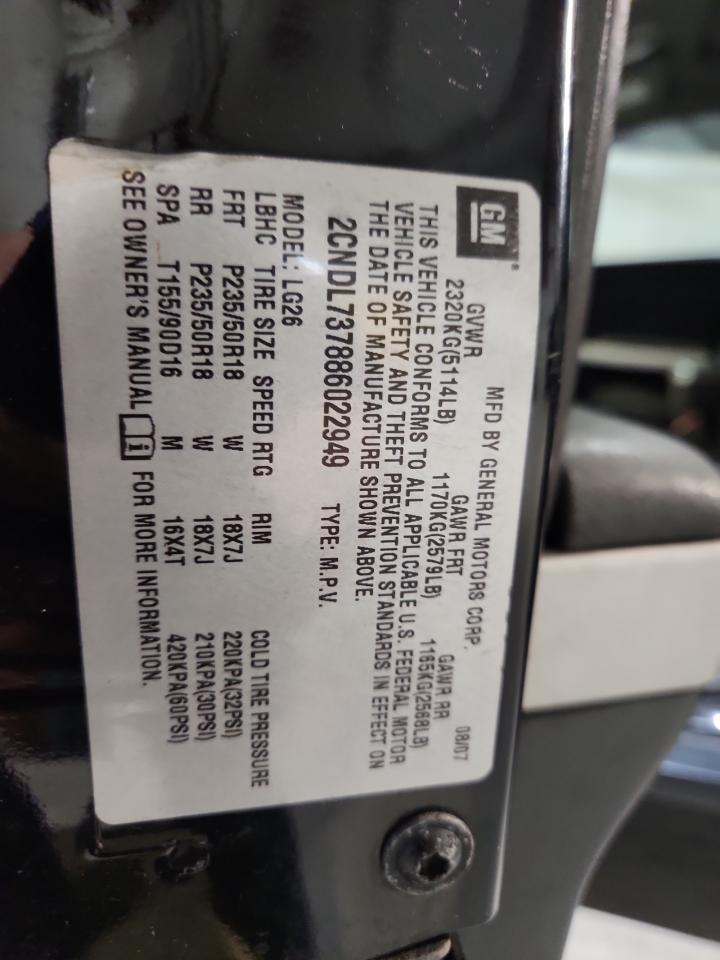 GM
MFD BY GENERAL MOTORS CORP. 08/07
GVWR GAWR FRT GAWR RR
2320KG(5114LB) 1170KG(2579LB) 1165KG(2568LB)
THIS VEHICLE CONFORMS TO ALL APPLICABLE U.S. FEDERAL MOTOR
VEHICLE SAFETY AND THEFT PREVENTION STANDARDS IN EFFECT ON
THE DATE OF MANUFACTURE SHOWN ABOVE.
2CNDL737886022949 TYPE: M.P.V.
MODEL: LG26
LBHC TIRE SIZE SPEED RTG RIM COLD TIRE PRESSURE
FRT P235/50R18 W 18X7J 220KPA(32PSI)
RR P235/50R18 W 18X7J 210KPA(30PSI)
SPA T155/90D16 M 16X4T 420KPA(60PSI)
SEE OWNER'S MANUAL i FOR MORE INFORMATION.